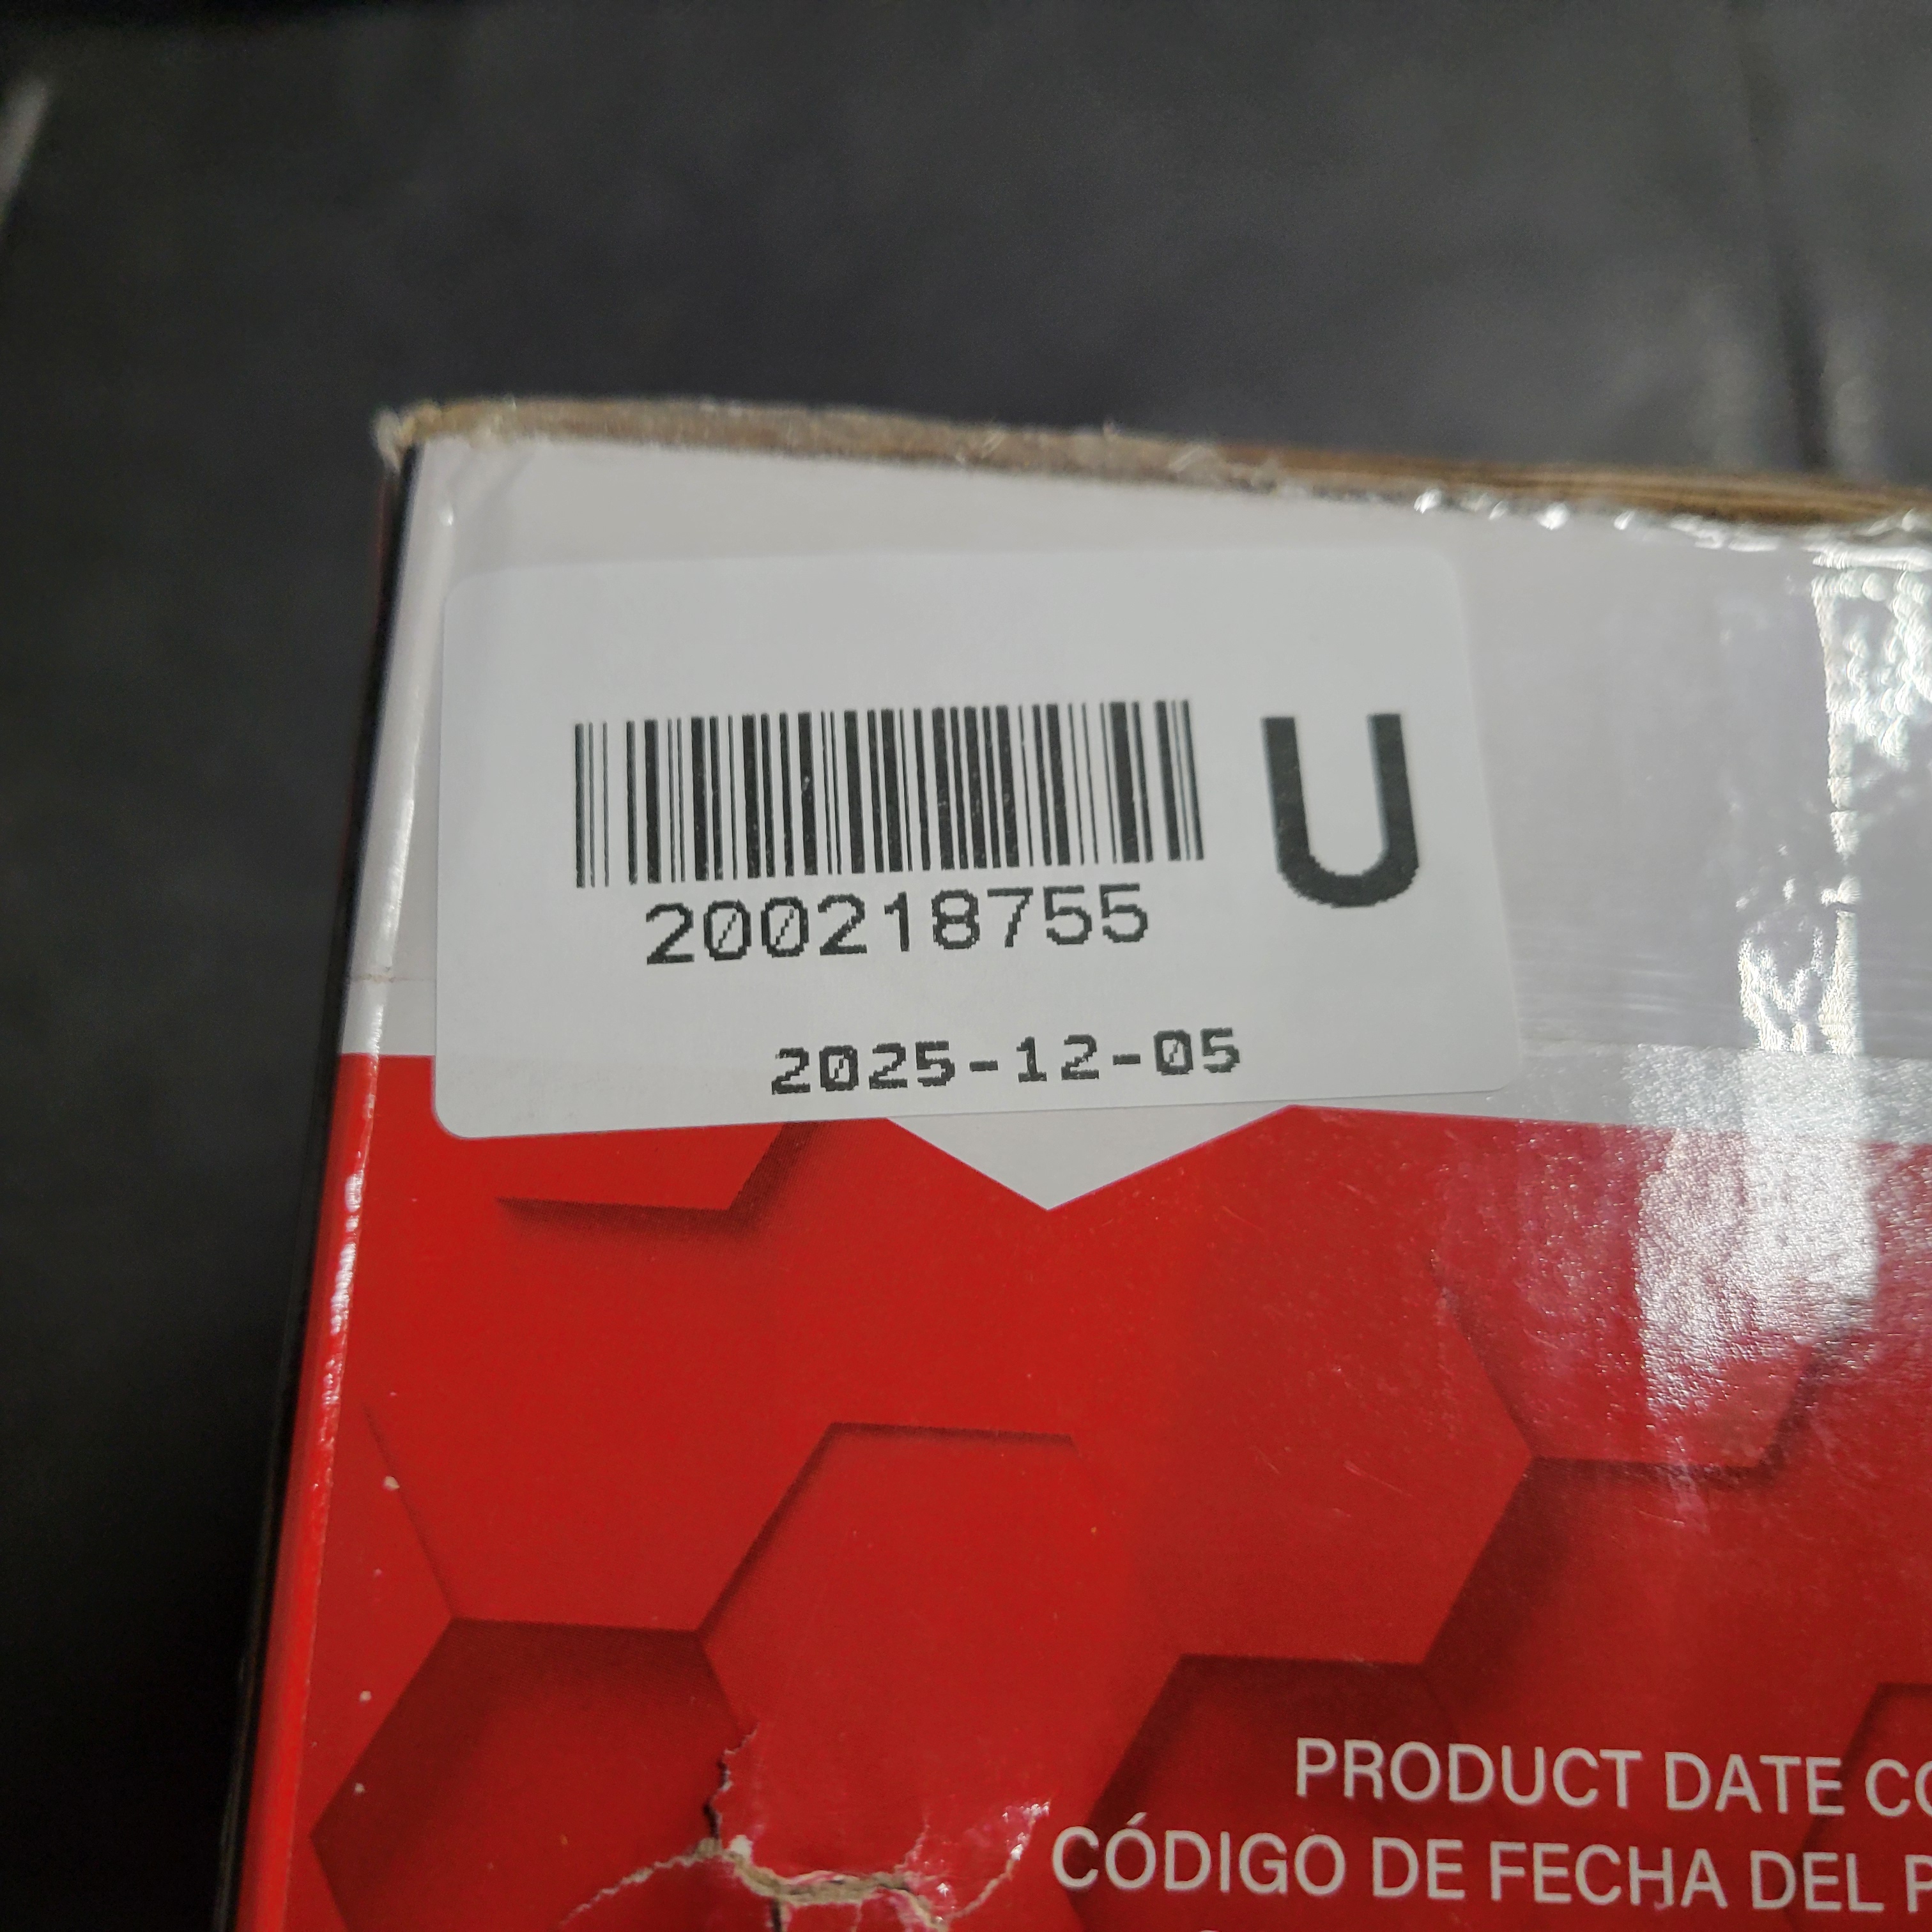 U
200218755
2025-12-05
PRODUCT DATE
CÓDIGO DE FECHA DEL